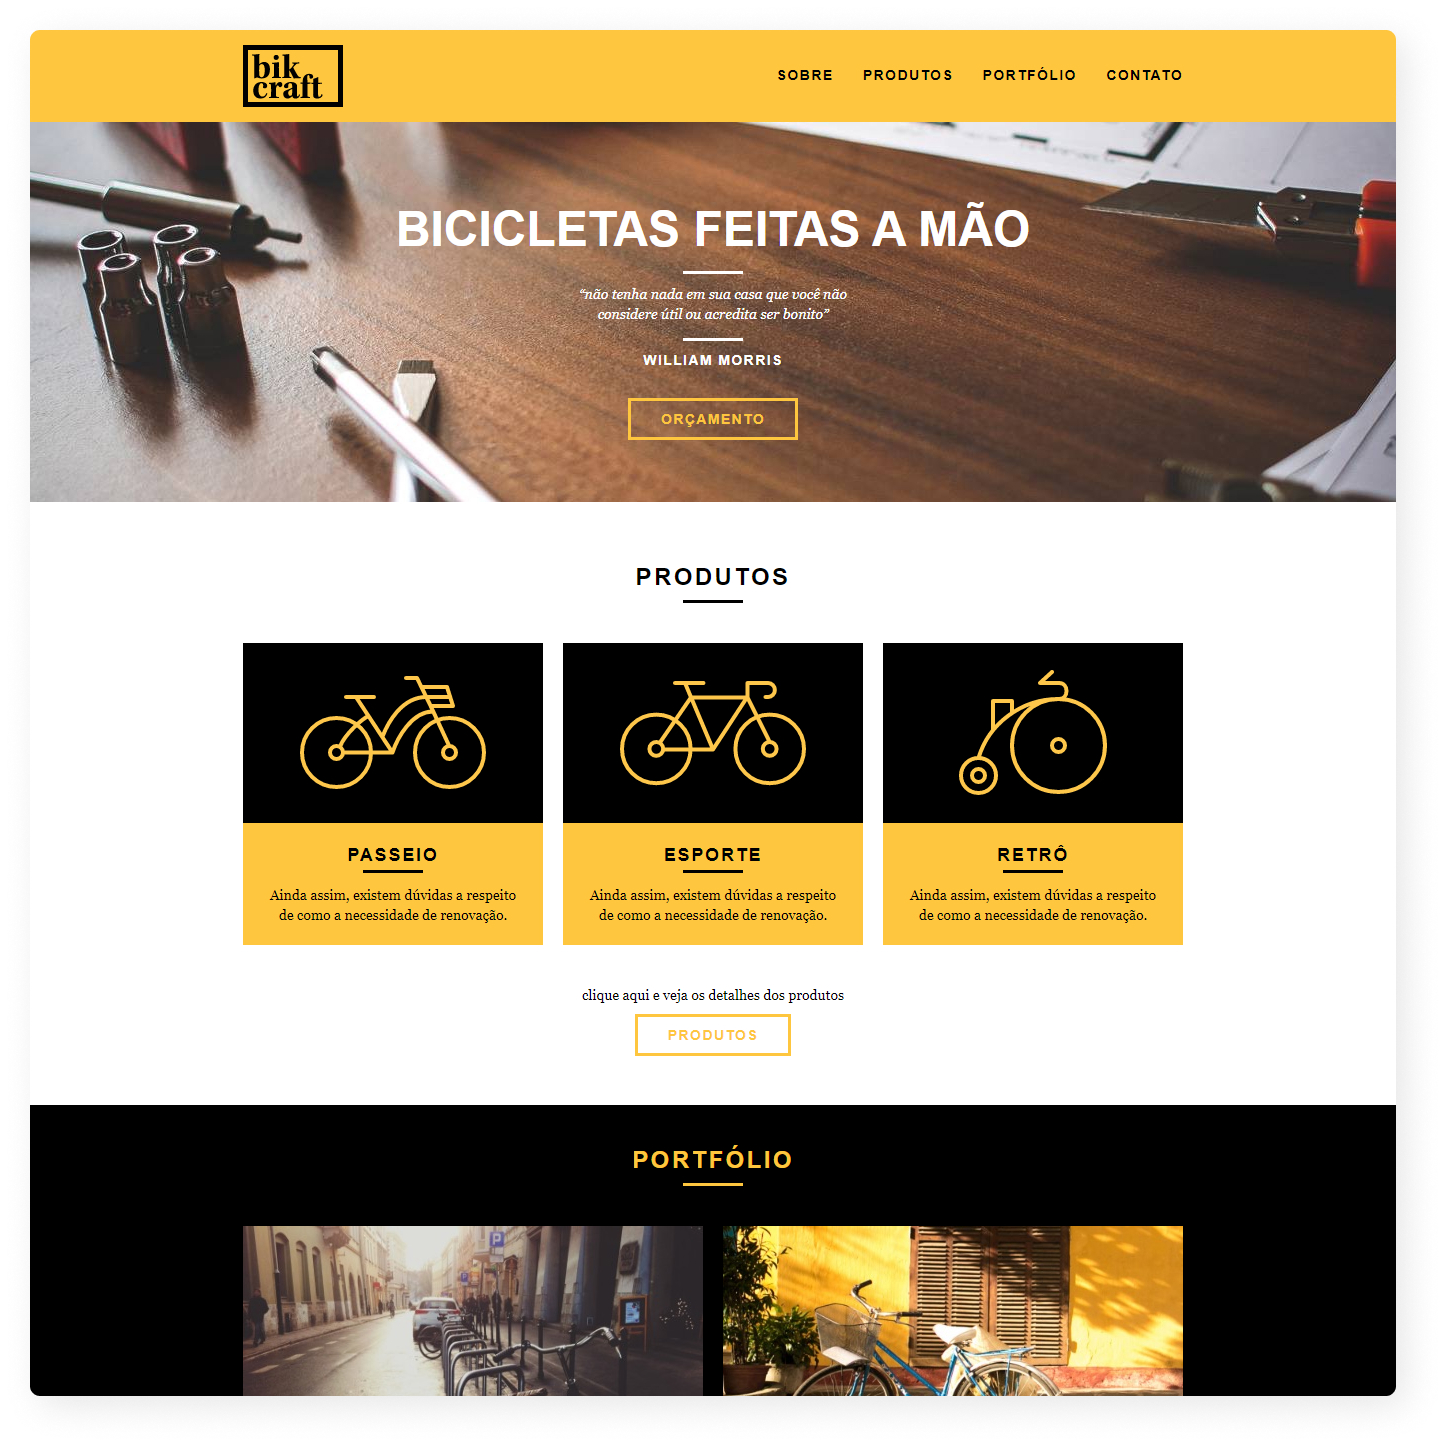 bik
craft
SOBRE PRODUTOS PORTFÓLIO CONTATO
BICICLETAS FEITAS A MÃO
“não tenha nada em sua casa que você não
considere útil ou acredita ser bonito”
WILLIAM MORRIS
ORÇAMENTO
PRODUTOS
PASSEIO
Ainda assim, existem dúvidas a respeito
de como a necessidade de renovação.
ESPORTE
Ainda assim, existem dúvidas a respeito
de como a necessidade de renovação.
RETRÔ
Ainda assim, existem dúvidas a respeito
de como a necessidade de renovação.
clique aqui e veja os detalhes dos produtos
PRODUTOS
PORTFÓLIO
P